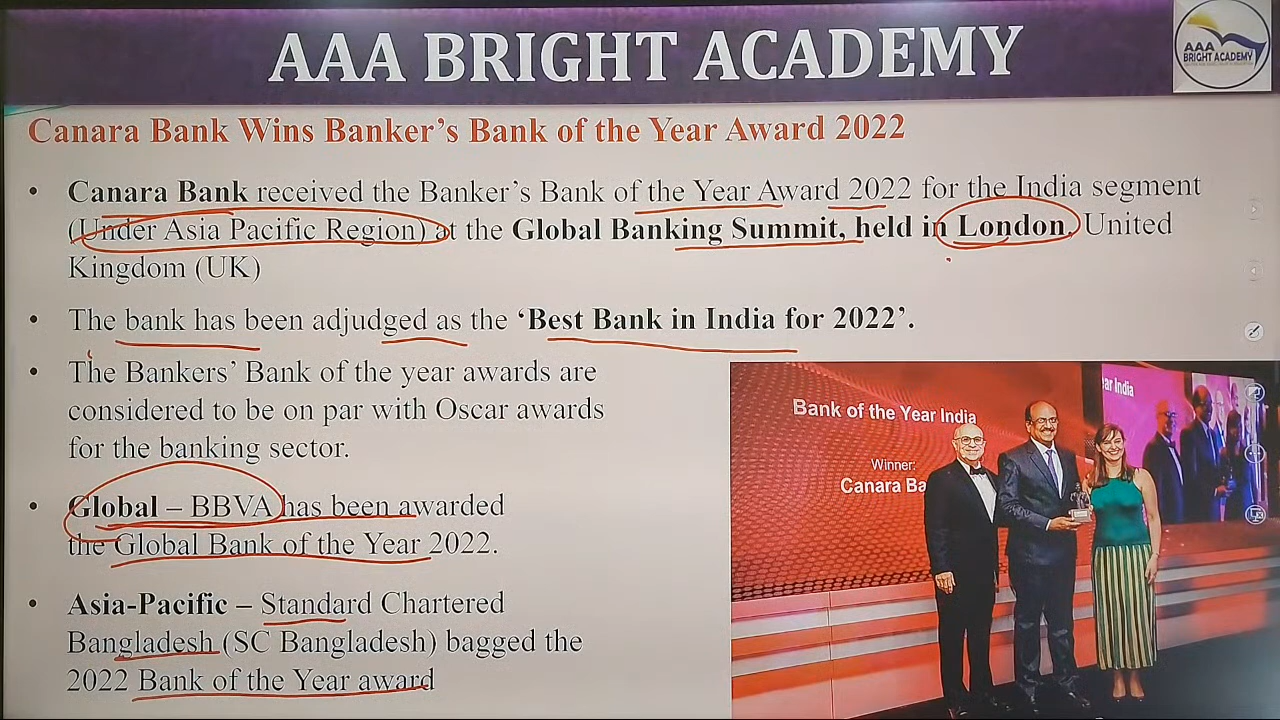 AAA BRIGHT ACADEMY
AAA
BRIGHT ACADEMY
Canara Bank Wins Banker's Bank of the Year Award 2022
• Canara Bank received the Banker's Bank of the Year Award 2022 for the India segment
(Under Asia Pacific Region) at the Global Banking Summit, held in London, United
Kingdom (UK)
• The bank has been adjudged as the ‘Best Bank in India for 2022’.
• The Bankers’ Bank of the year awards are
considered to be on par with Oscar awards
for the banking sector.
• Global – BBVA has been awarded
the Global Bank of the Year 2022.
• Asia-Pacific – Standard Chartered
Bangladesh (SC Bangladesh) bagged the
2022 Bank of the Year award
Bank of the Year India
Winner:
Canara Ba
ear India